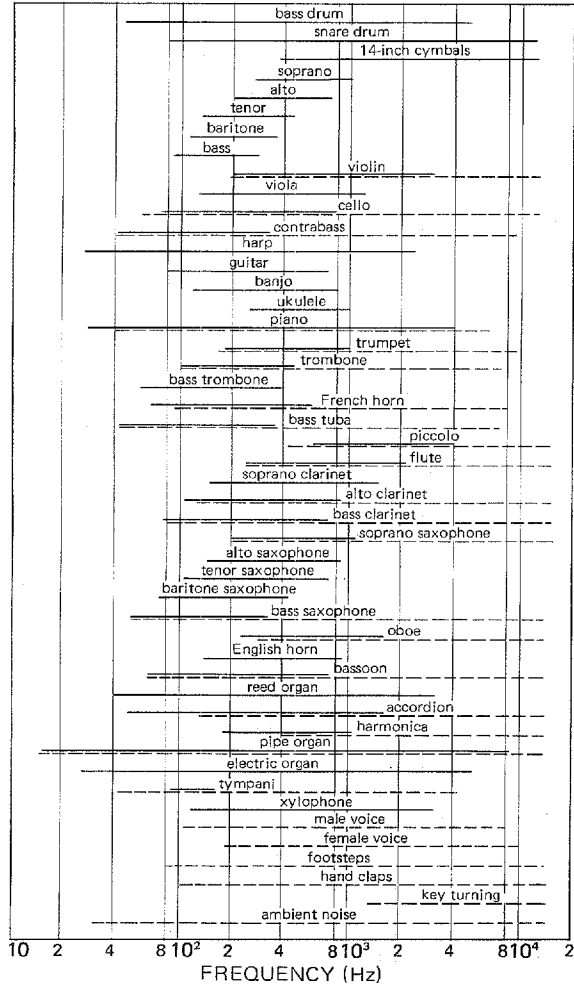 bass drum
snare drum
14-inch cymbals
soprano
alto
tenor
baritone
bass
violin
viola
cello
contrabass
harp
guitar
banjo
ukulele
piano
trumpet
trombone
bass trombone
French horn
bass tuba
piccolo
flute
soprano clarinet
alto clarinet
bass clarinet
soprano saxophone
alto saxophone
tenor saxophone
baritone saxophone
bass saxophone
oboe
English horn
bassoon
reed organ
accordion
harmonica
pipe organ
electric organ
tympani
xylophone
male voice
female voice
footsteps
hand claps
key turning
ambient noise
10 2 4 8 10² 2 4 8 10³ 2 4 8 10⁴ 2
FREQUENCY (Hz)